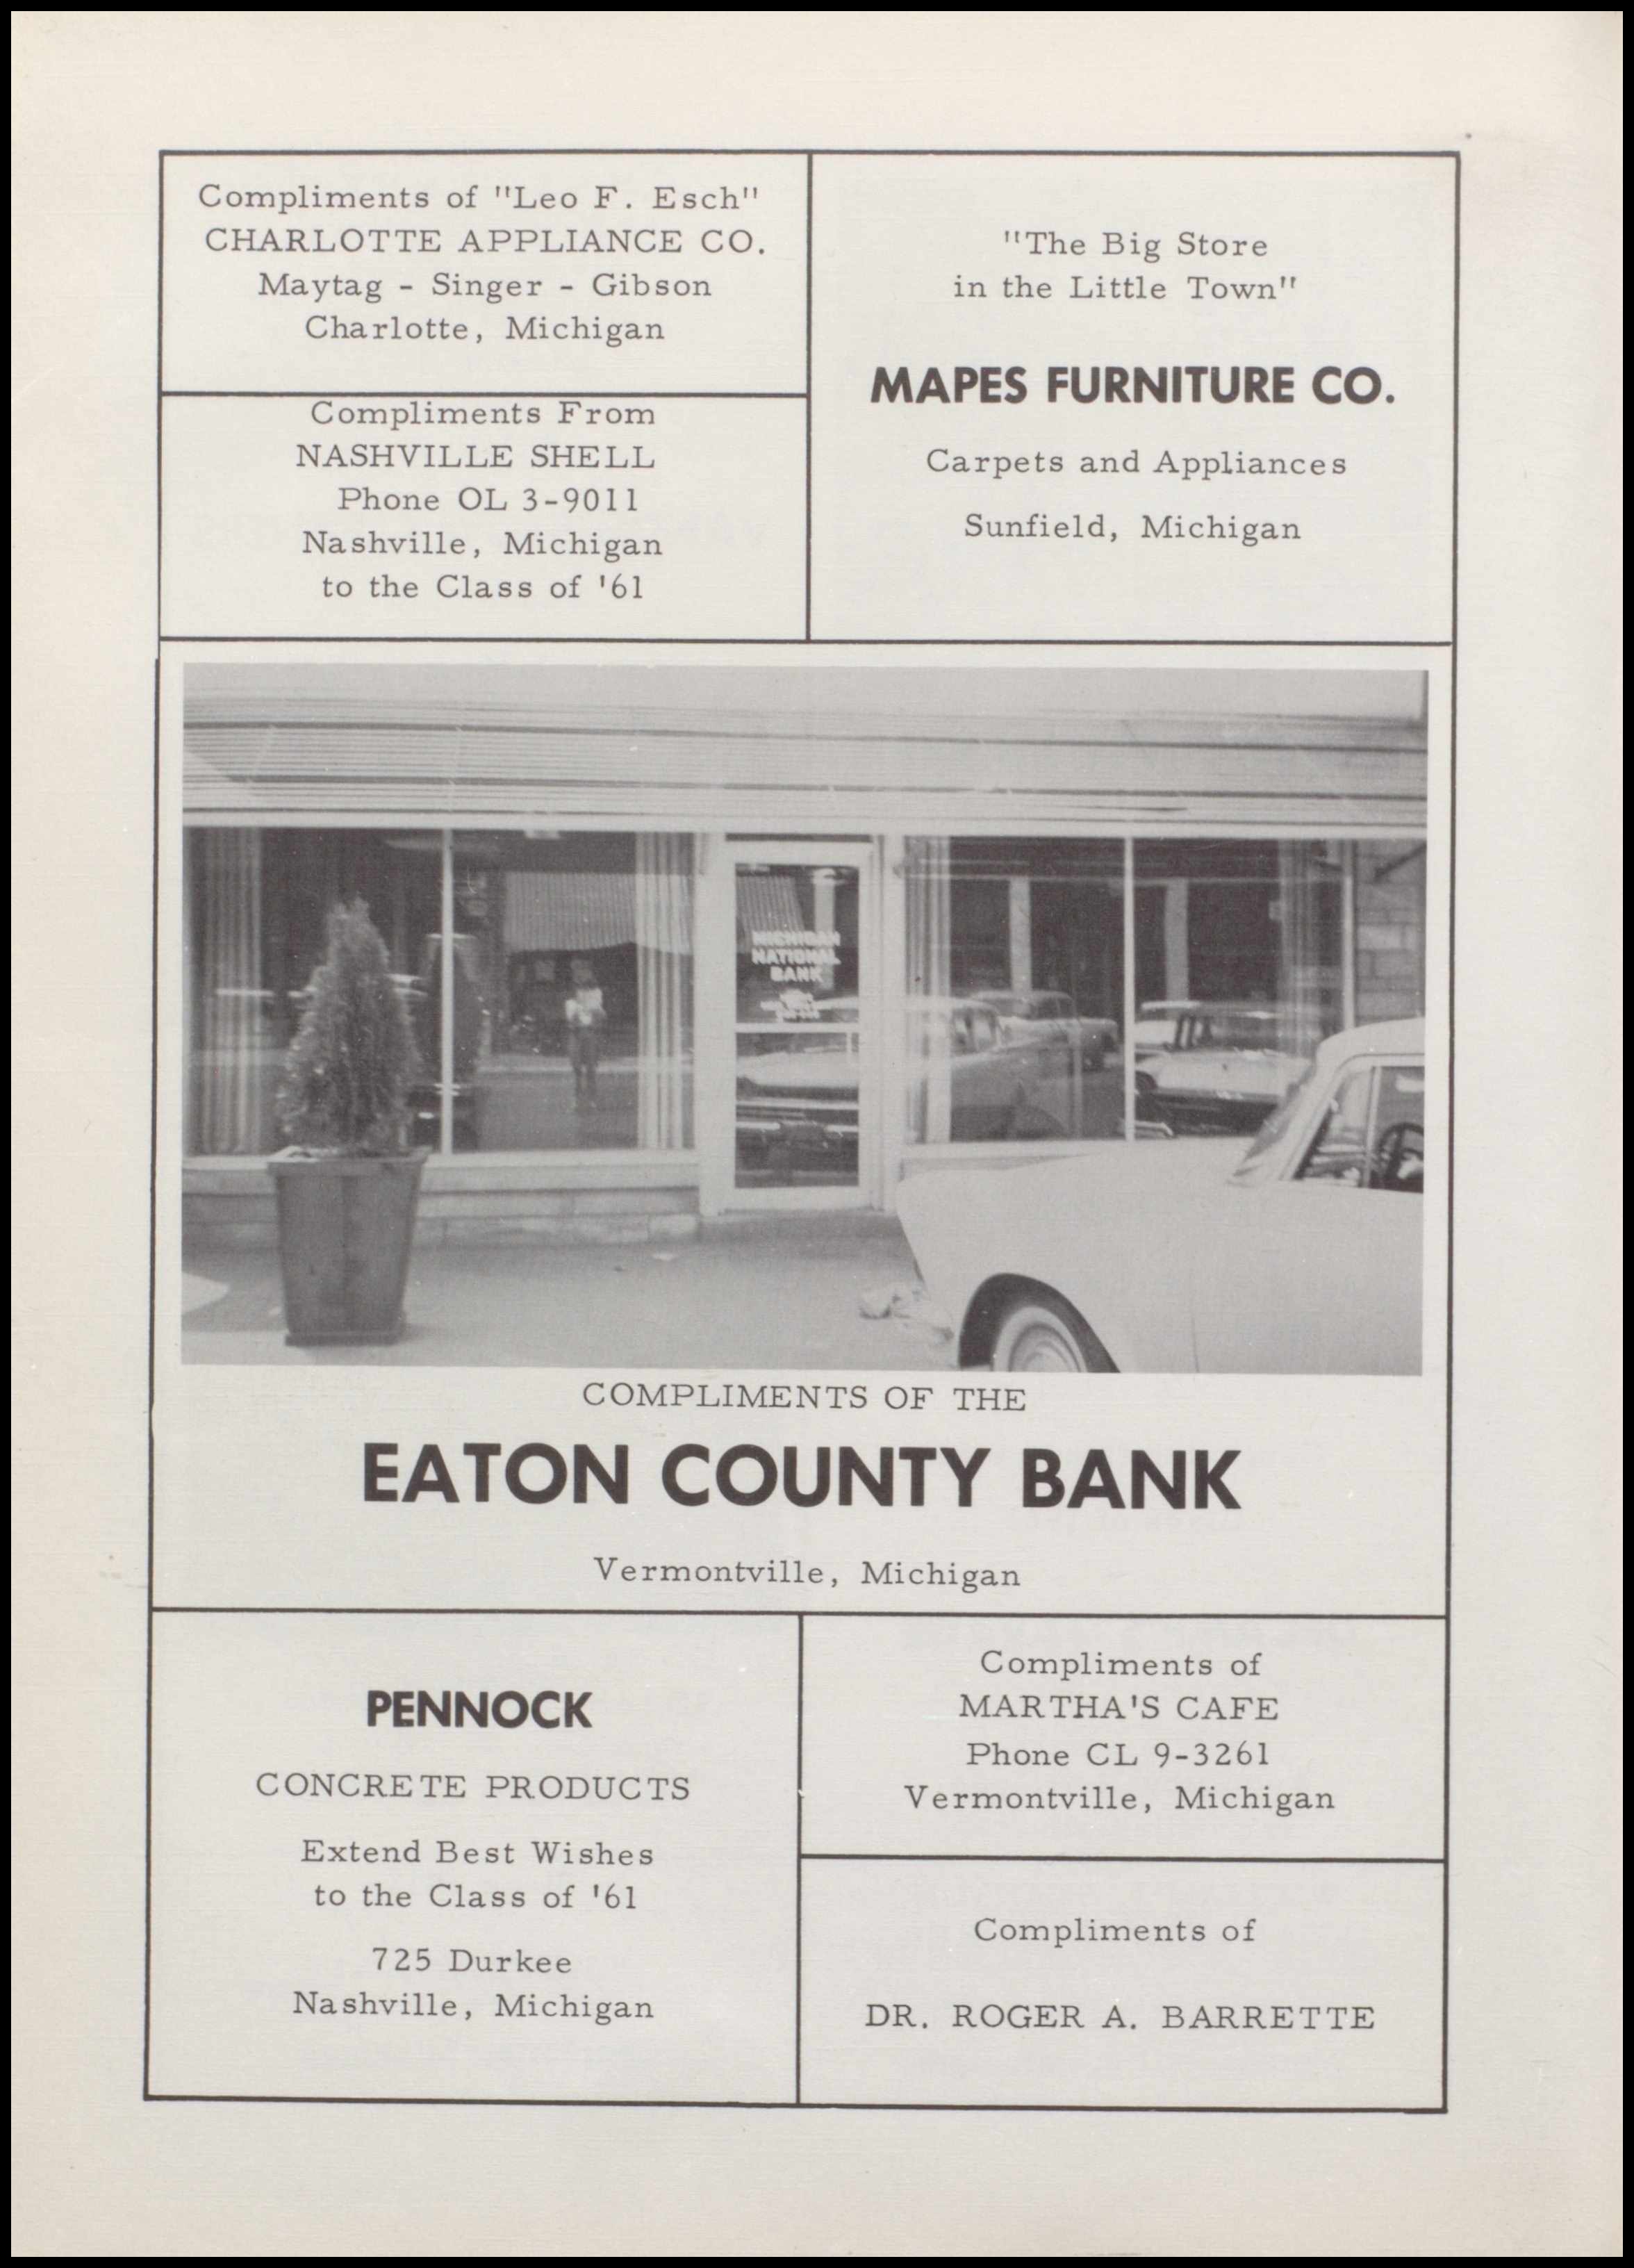 Compliments of "Leo F. Esch"
CHARLOTTE APPLIANCE CO.
Maytag - Singer - Gibson
Charlotte, Michigan
Compliments From
NASHVILLE SHELL
Phone OL 3-9011
Nashville, Michigan
to the Class of '61
"The Big Store
in the Little Town"
MAPES FURNITURE CO.
Carpets and Appliances
Sunfield, Michigan
MICHIGAN
NATIONAL
BANK
COMPLIMENTS OF THE
EATON COUNTY BANK
Vermontville, Michigan
PENNOCK
CONCRETE PRODUCTS
Extend Best Wishes
to the Class of '61
725 Durkee
Nashville, Michigan
Compliments of
MARTHA'S CAFE
Phone CL 9-3261
Vermontville, Michigan
Compliments of
DR. ROGER A. BARRETTE